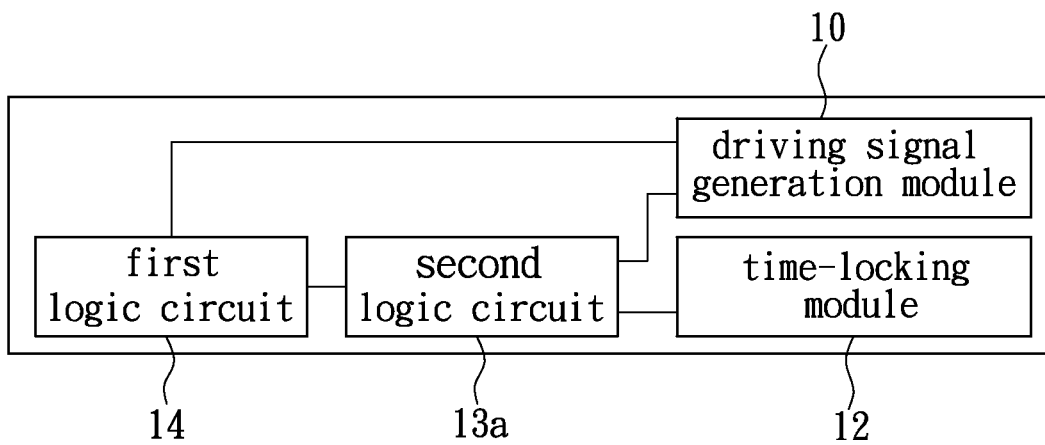 10
driving signal
generation module
first
logic circuit
second
logic circuit
time-locking
module
14
13a
12